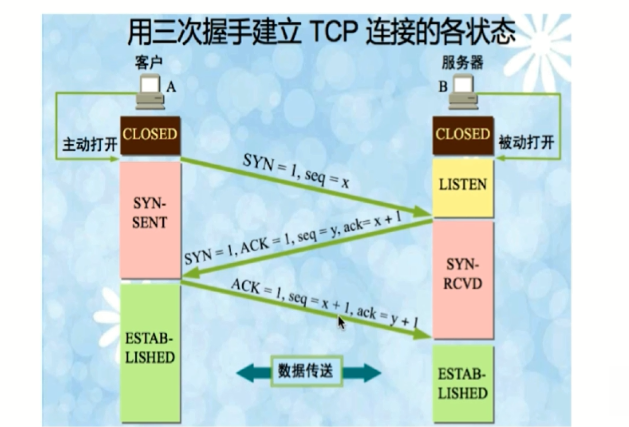 用三次握手建立 TCP 连接的各状态
客户
服务器
A
B
主动打开
CLOSED
CLOSED
被动打开
SYN = 1, seq = x
LISTEN
SYN-
SENT
SYN = 1, ACK = 1, seq = y, ack= x + 1
SYN-
RCVD
ACK = 1, seq = x + 1, ack = y + 1
ESTAB-
LISHED
数据传送
ESTAB-
LISHED